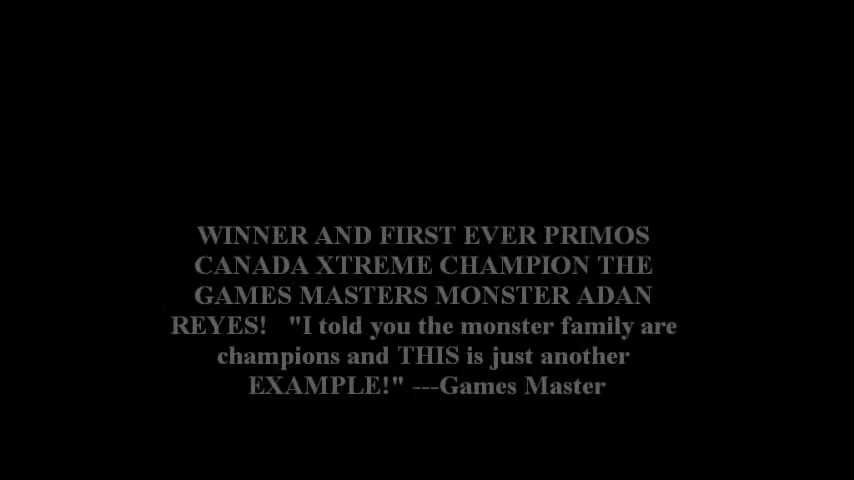 WINNER AND FIRST EVER PRIMOS
CANADA XTREME CHAMPION THE
GAMES MASTERS MONSTER ADAN
REYES!   "I told you the monster family are
champions and THIS is just another
EXAMPLE!" ---Games Master